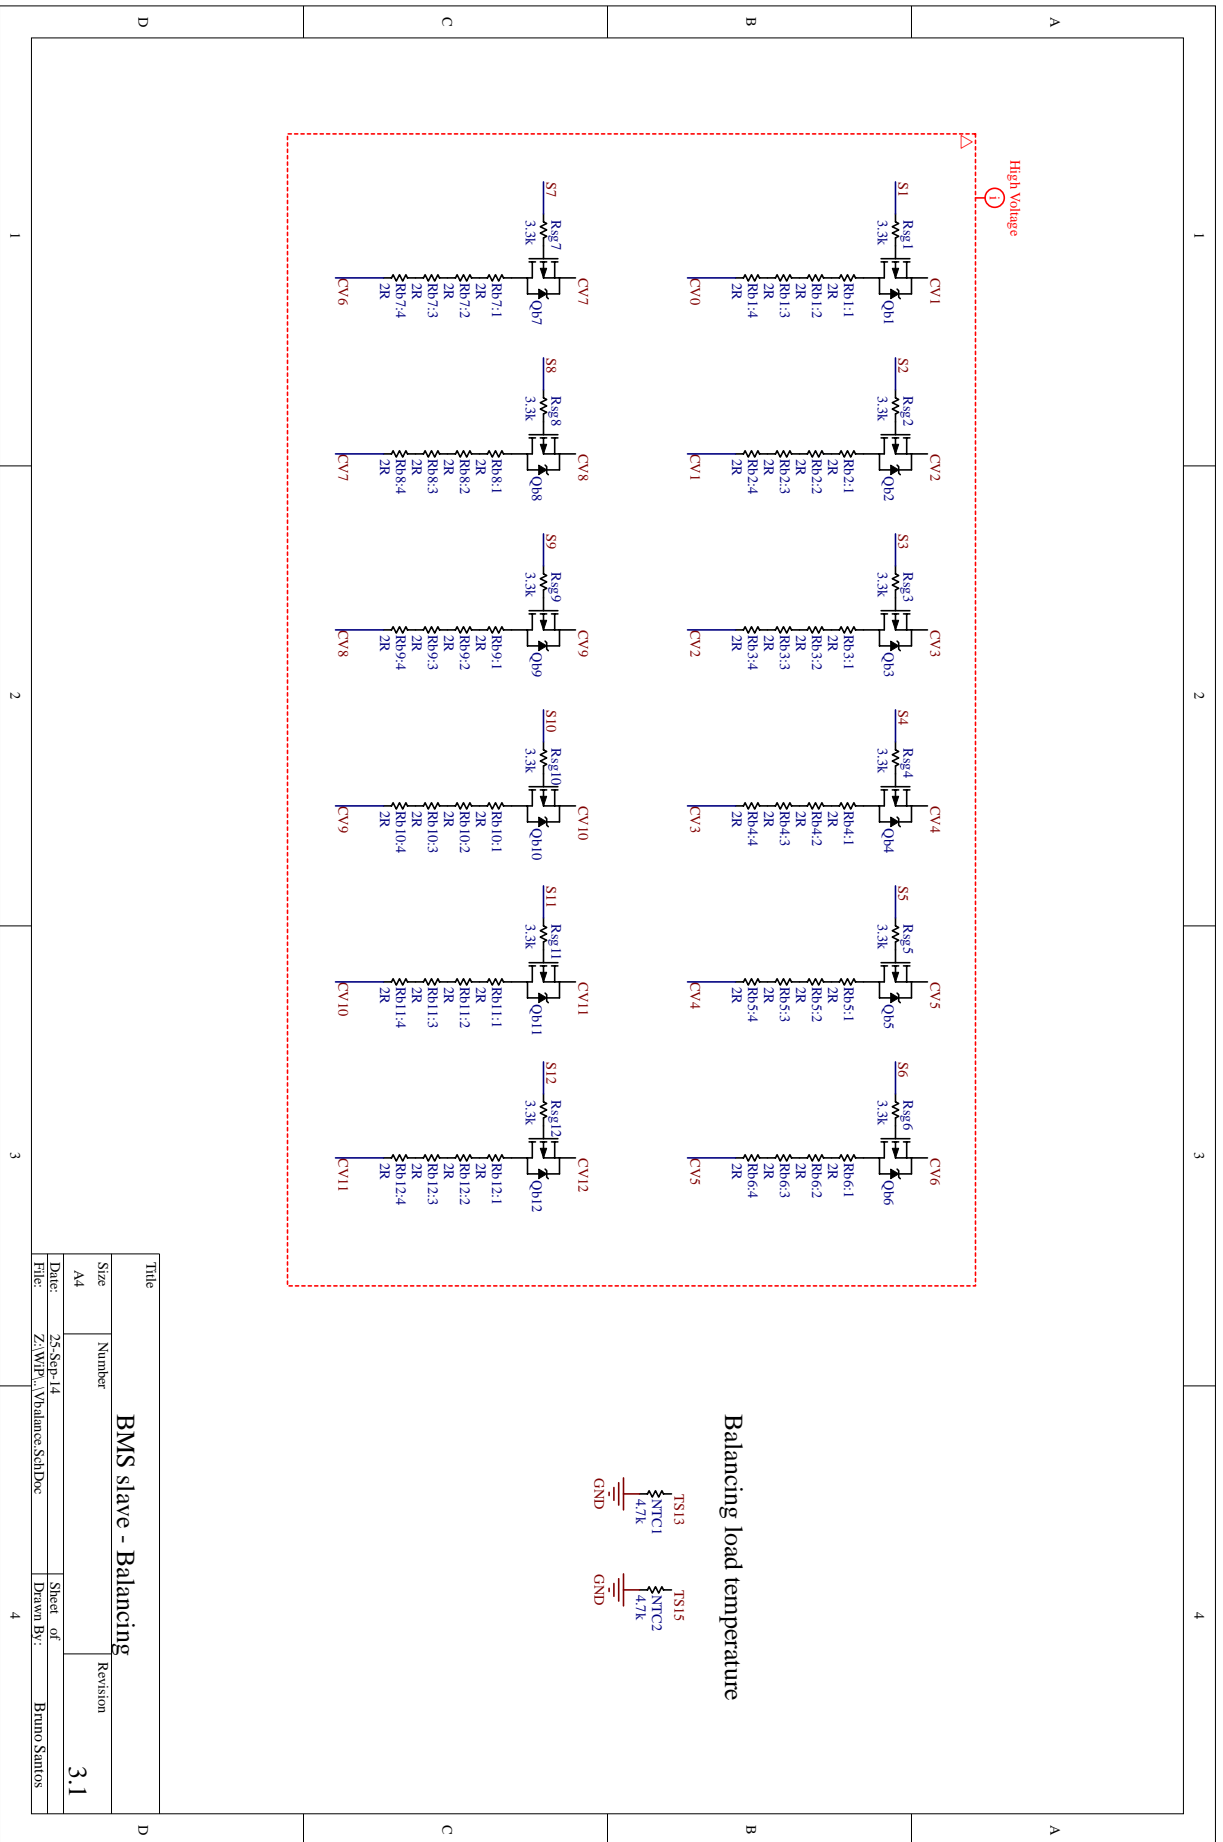 1
2
3
4
A
A
B
B
C
C
D
D
1
2
3
4
High Voltage
i
S1
Rsg1
3.3k
CV1
Qb1
Rb1:1
2R
Rb1:2
2R
Rb1:3
2R
Rb1:4
2R
CV0
S2
Rsg2
3.3k
CV2
Qb2
Rb2:1
2R
Rb2:2
2R
Rb2:3
2R
Rb2:4
2R
CV1
S3
Rsg3
3.3k
CV3
Qb3
Rb3:1
2R
Rb3:2
2R
Rb3:3
2R
Rb3:4
2R
CV2
S4
Rsg4
3.3k
CV4
Qb4
Rb4:1
2R
Rb4:2
2R
Rb4:3
2R
Rb4:4
2R
CV3
S5
Rsg5
3.3k
CV5
Qb5
Rb5:1
2R
Rb5:2
2R
Rb5:3
2R
Rb5:4
2R
CV4
S6
Rsg6
3.3k
CV6
Qb6
Rb6:1
2R
Rb6:2
2R
Rb6:3
2R
Rb6:4
2R
CV5
S7
Rsg7
3.3k
CV7
Qb7
Rb7:1
2R
Rb7:2
2R
Rb7:3
2R
Rb7:4
2R
CV6
S8
Rsg8
3.3k
CV8
Qb8
Rb8:1
2R
Rb8:2
2R
Rb8:3
2R
Rb8:4
2R
CV7
S9
Rsg9
3.3k
CV9
Qb9
Rb9:1
2R
Rb9:2
2R
Rb9:3
2R
Rb9:4
2R
CV8
S10
Rsg10
3.3k
CV10
Qb10
Rb10:1
2R
Rb10:2
2R
Rb10:3
2R
Rb10:4
2R
CV9
S11
Rsg11
3.3k
CV11
Qb11
Rb11:1
2R
Rb11:2
2R
Rb11:3
2R
Rb11:4
2R
CV10
S12
Rsg12
3.3k
CV12
Qb12
Rb12:1
2R
Rb12:2
2R
Rb12:3
2R
Rb12:4
2R
CV11
Balancing load temperature
TS13
NTC1
4.7k
GND
TS15
NTC2
4.7k
GND
Title
BMS slave - Balancing
Size
A4
Number
Revision
3.1
Date: 25-Sep-14
Sheet of
File: Z:\WiP\..\Vbalance.SchDoc
Drawn By: Bruno Santos